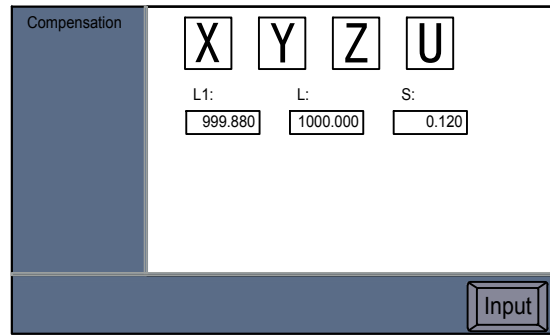 Compensation
X Y Z U
L1: L: S:
999.880 1000.000 0.120
Input